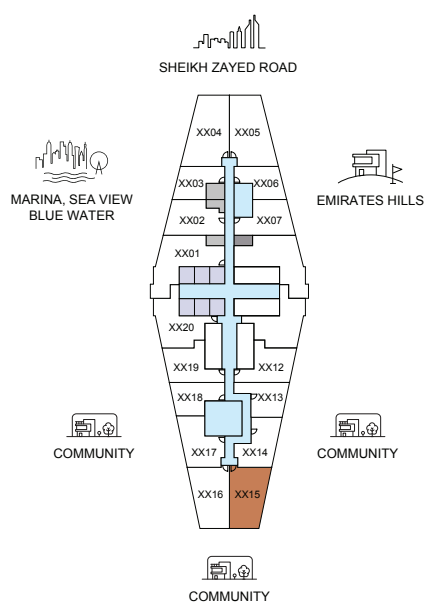 SHEIKH ZAYED ROAD
XX04 XX05
XX03 XX06
MARINA, SEA VIEW
BLUE WATER
EMIRATES HILLS
XX02 XX07
XX01
XX20
XX19 XX12
XX18 XX13
COMMUNITY
XX17 XX14
COMMUNITY
XX16 XX15
COMMUNITY